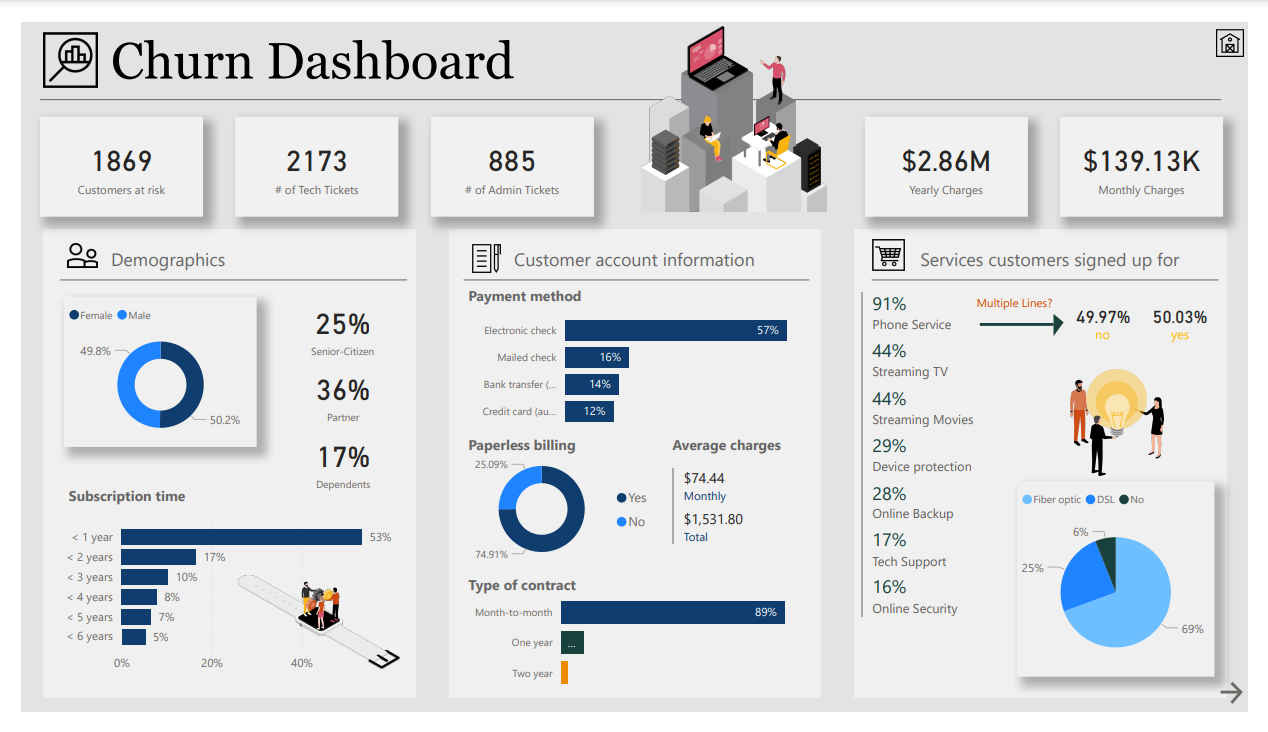 Churn Dashboard
1869
Customers at risk
2173
# of Tech Tickets
885
# of Admin Tickets
$2.86M
Yearly Charges
$139.13K
Monthly Charges
Demographics
Female Male
49.8%
50.2%
25%
Senior-Citizen
36%
Partner
17%
Dependents
Subscription time
< 1 year 53%
< 2 years 17%
< 3 years 10%
< 4 years 8%
< 5 years 7%
< 6 years 5%
0% 20% 40%
Customer account information
Payment method
Electronic check 57%
Mailed check 16%
Bank transfer (... 14%
Credit card (au... 12%
Paperless billing
25.09%
74.91%
Yes
No
Average charges
$74.44
Monthly
$1,531.80
Total
Type of contract
Month-to-month 89%
One year ...
Two year
Services customers signed up for
91%
Phone Service
Multiple Lines?
49.97%
no
50.03%
yes
44%
Streaming TV
44%
Streaming Movies
29%
Device protection
28%
Online Backup
17%
Tech Support
16%
Online Security
Fiber optic DSL No
6%
25%
69%